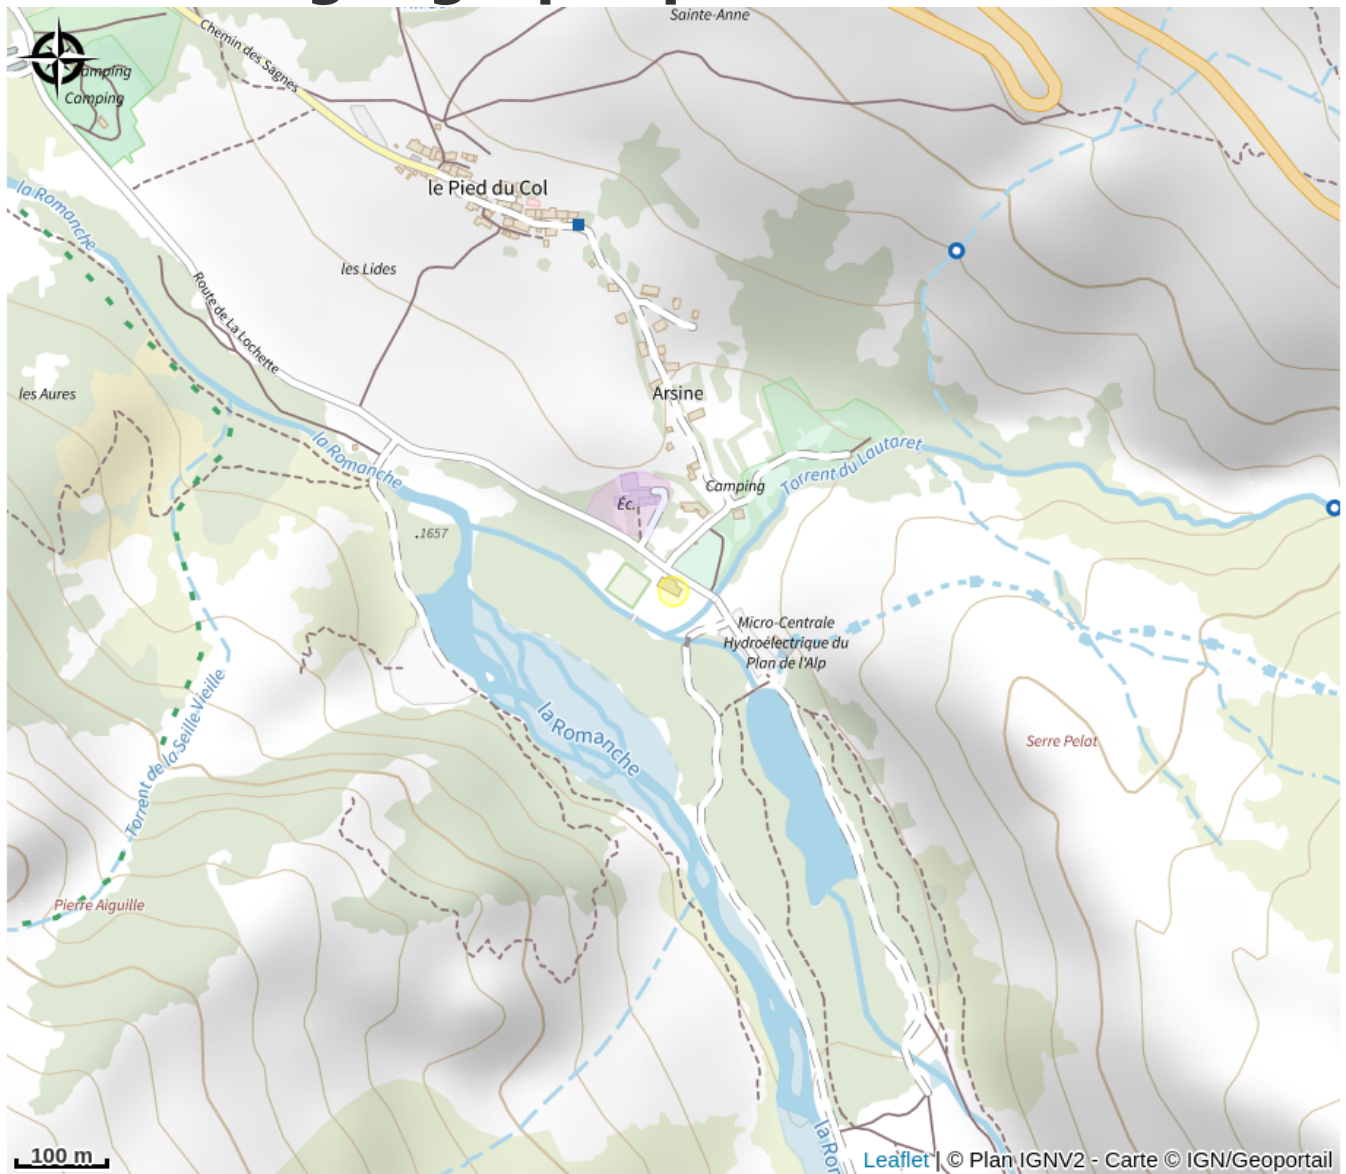 Sainte-Anne
Chemin des Sagnes
Camping
Camping
le Pied du Col
la Romanche
les Lides
Route de La Lochette
les Aures
Arsine
la Romanche
Torrent du Lautaret
Camping
Éc.
.1657
Micro-Centrale
Hydroélectrique du
Plan de l'Alp
la Romanche
Serre Pelat
Torrent de la Seille Vieille
Pierre Aiguille
la Ro
100 m
Leaflet | © Plan IGNV2 - Carte © IGN/Geoportail